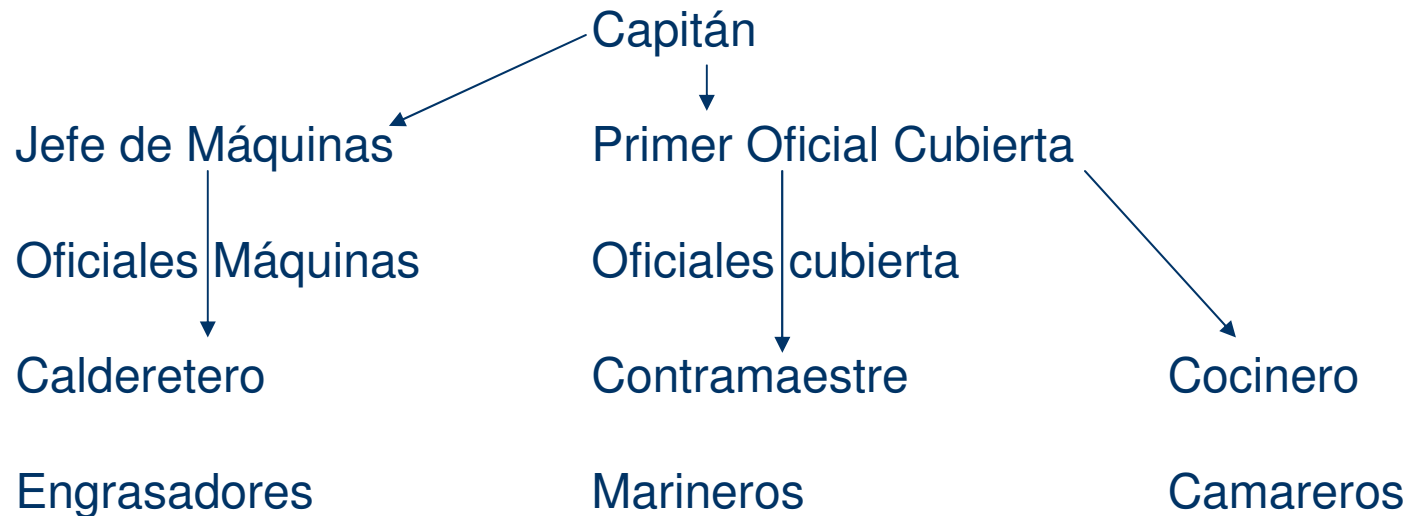 Capitán
Jefe de Máquinas Primer Oficial Cubierta
Oficiales Máquinas Oficiales cubierta
Calderetero Contramaestre Cocinero
Engrasadores Marineros Camareros